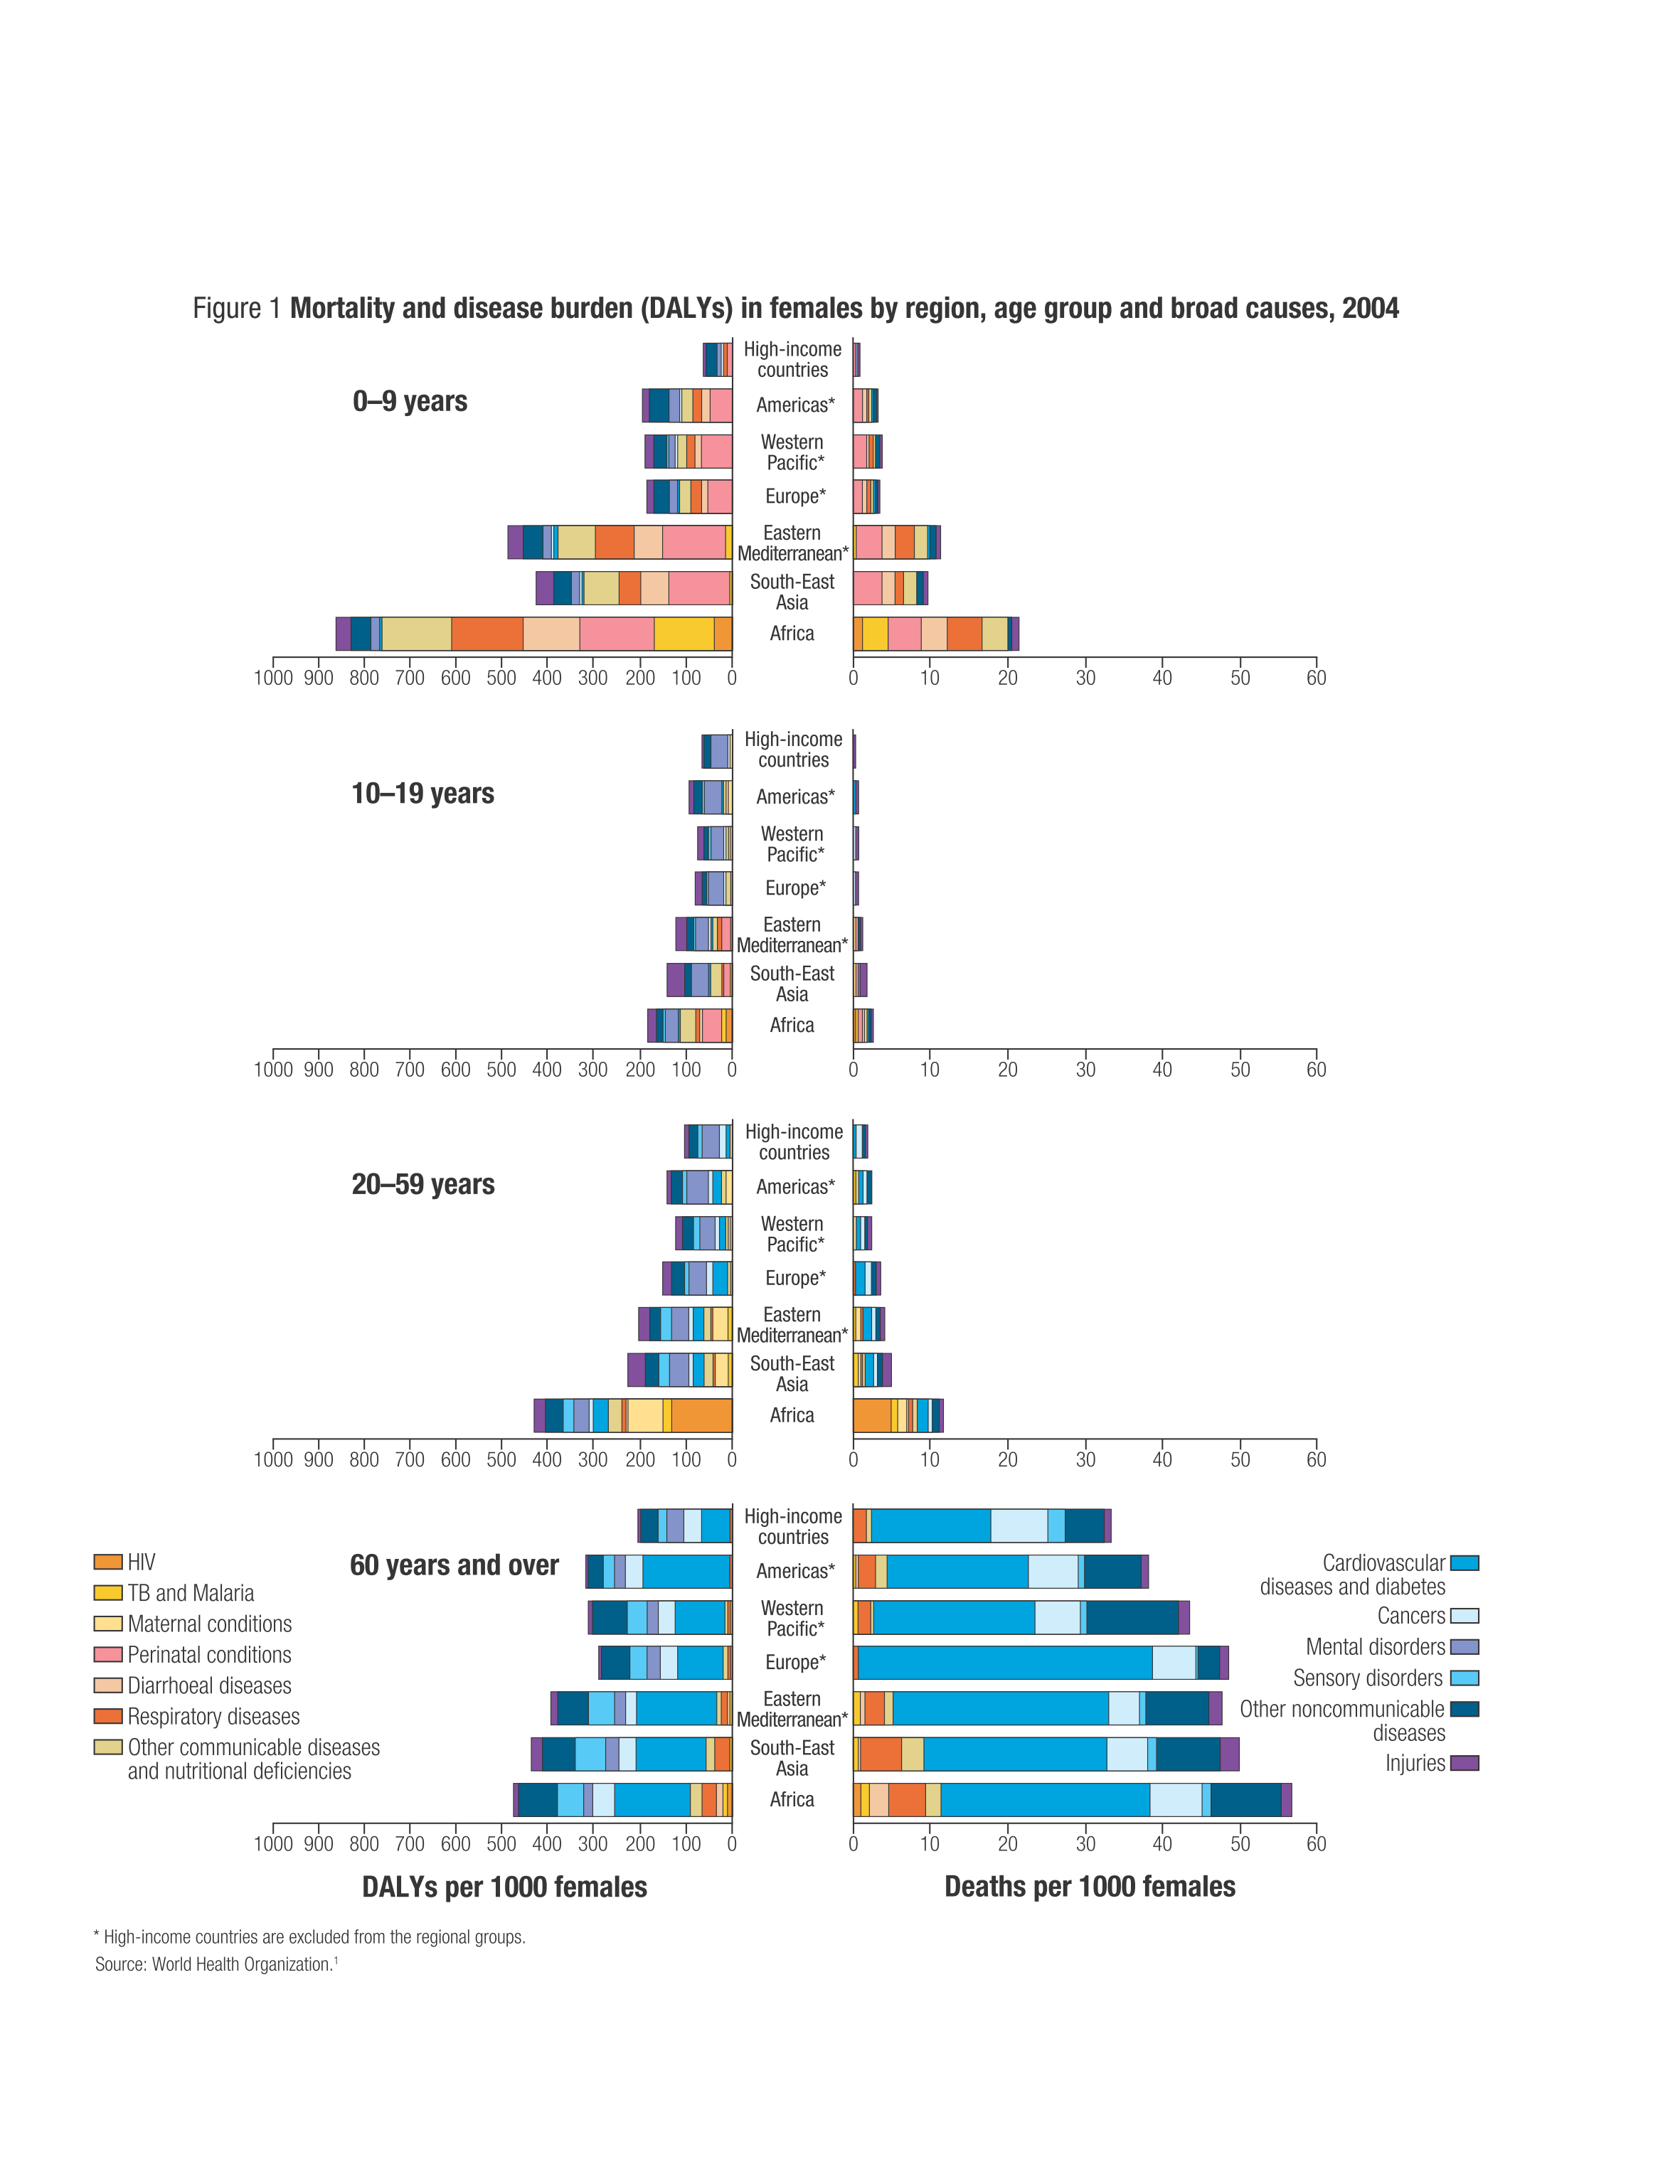 Figure 1 Mortality and disease burden (DALYs) in females by region, age group and broad causes, 2004
0–9 years
High-income
countries
Americas*
Western
Pacific*
Europe*
Eastern
Mediterranean*
South-East
Asia
Africa
1000 900 800 700 600 500 400 300 200 100 0
0 10 20 30 40 50 60
10–19 years
High-income
countries
Americas*
Western
Pacific*
Europe*
Eastern
Mediterranean*
South-East
Asia
Africa
1000 900 800 700 600 500 400 300 200 100 0
0 10 20 30 40 50 60
20–59 years
High-income
countries
Americas*
Western
Pacific*
Europe*
Eastern
Mediterranean*
South-East
Asia
Africa
1000 900 800 700 600 500 400 300 200 100 0
0 10 20 30 40 50 60
60 years and over
High-income
countries
Americas*
Western
Pacific*
Europe*
Eastern
Mediterranean*
South-East
Asia
Africa
1000 900 800 700 600 500 400 300 200 100 0
0 10 20 30 40 50 60
HIV
TB and Malaria
Maternal conditions
Perinatal conditions
Diarrhoeal diseases
Respiratory diseases
Other communicable diseases
and nutritional deficiencies
Cardiovascular
diseases and diabetes
Cancers
Mental disorders
Sensory disorders
Other noncommunicable
diseases
Injuries
DALYs per 1000 females
Deaths per 1000 females
* High-income countries are excluded from the regional groups.
Source: World Health Organization.¹